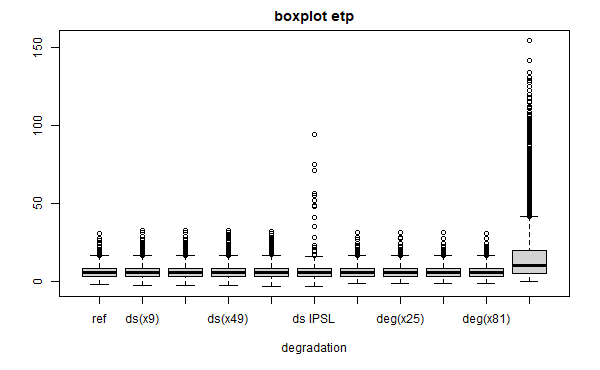 boxplot etp
150
100
50
0
ref ds(x9) ds(x49) ds IPSL deg(x25) deg(x81)
degradation